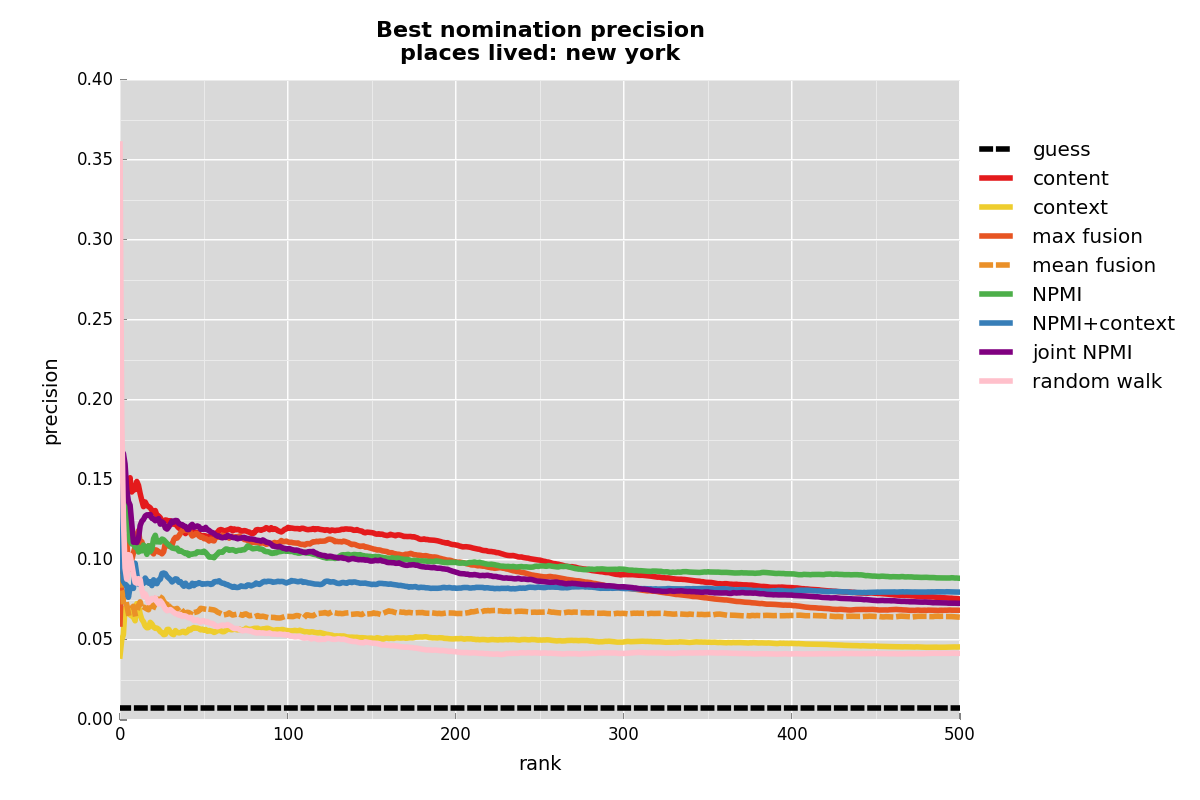 Best nomination precision
places lived: new york
0.40
0.35
0.30
0.25
0.20
0.15
0.10
0.05
0.00
precision
0
100
200
300
400
500
rank
guess
content
context
max fusion
mean fusion
NPMI
NPMI+context
joint NPMI
random walk